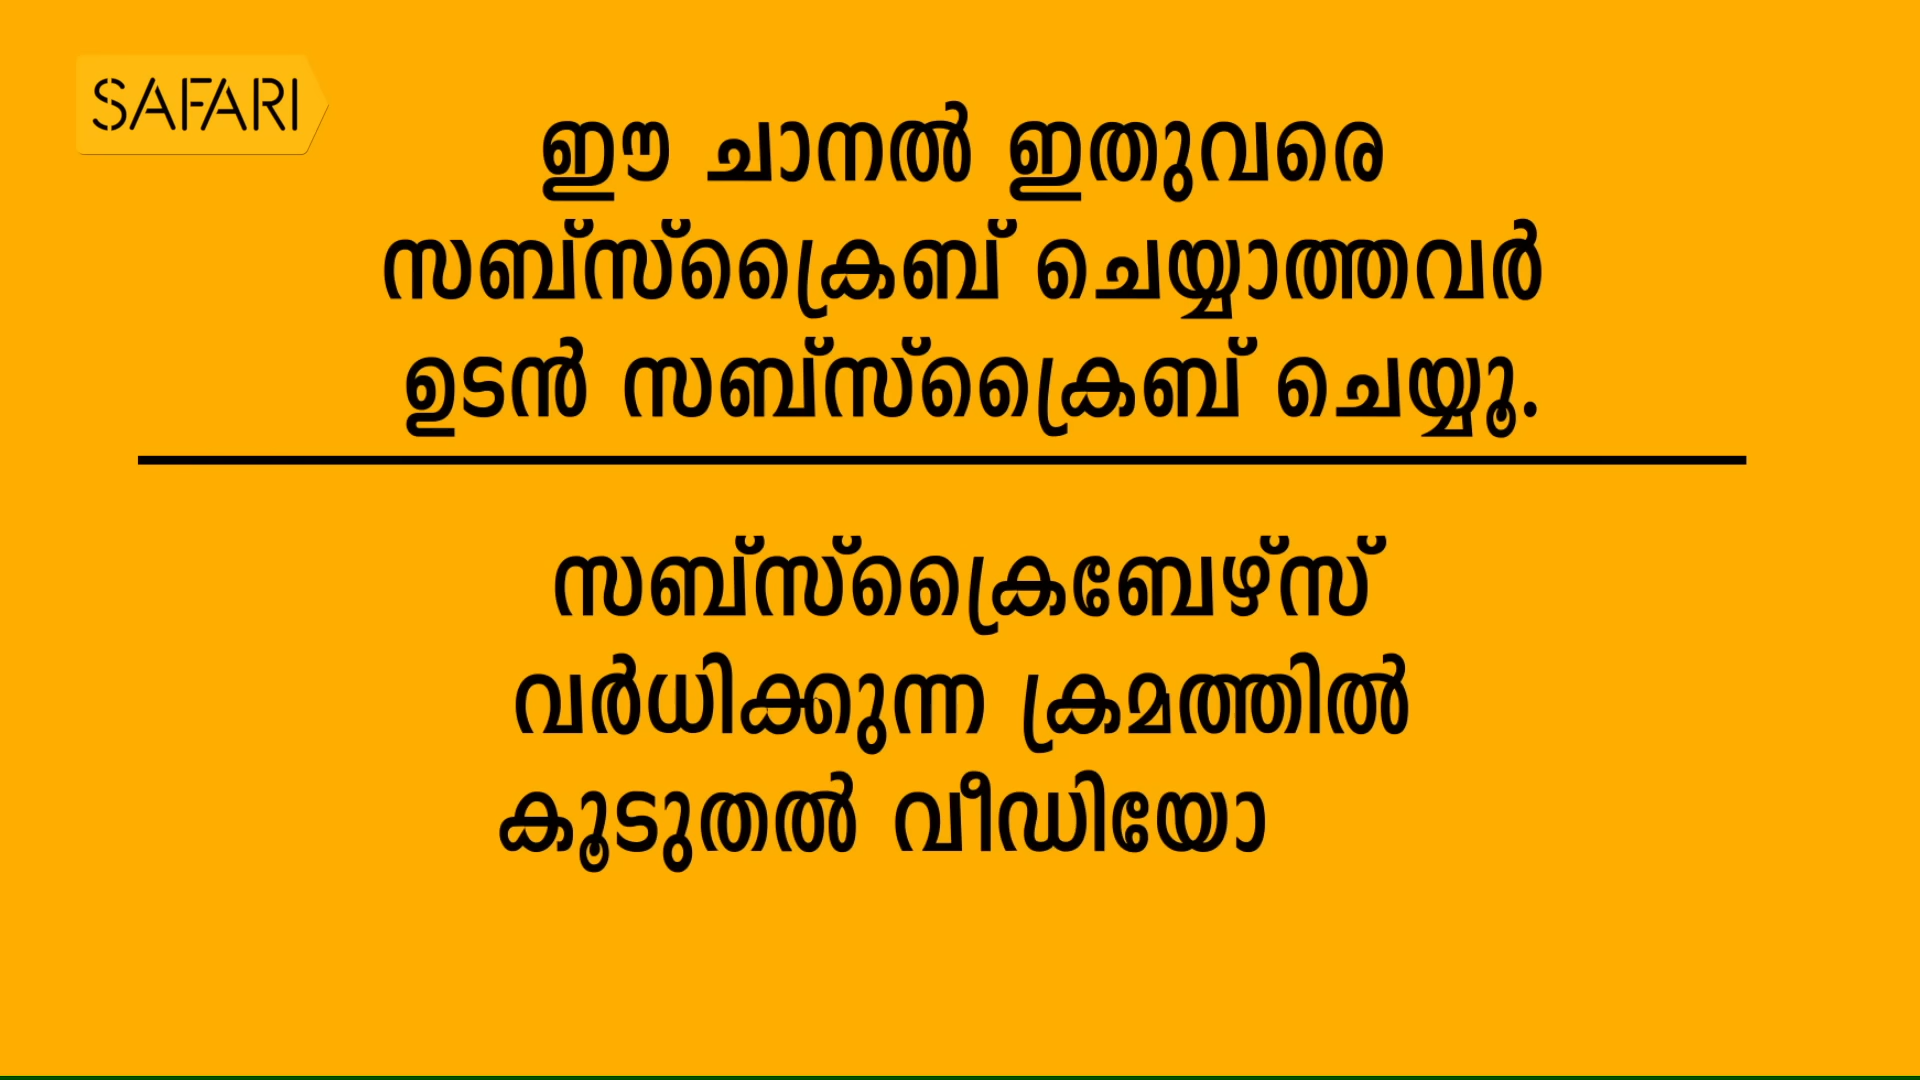 SAFARI
ഈ ചാനൽ ഇതുവരെ
സബ്സ്ക്രൈബ് ചെയ്യാത്തവർ
ഉടൻ സബ്സ്ക്രൈബ് ചെയ്യൂ.
സബ്സ്ക്രൈബേഴ്സ്
വർധിക്കുന്ന ക്രമത്തിൽ
കൂടുതൽ വീഡിയോ